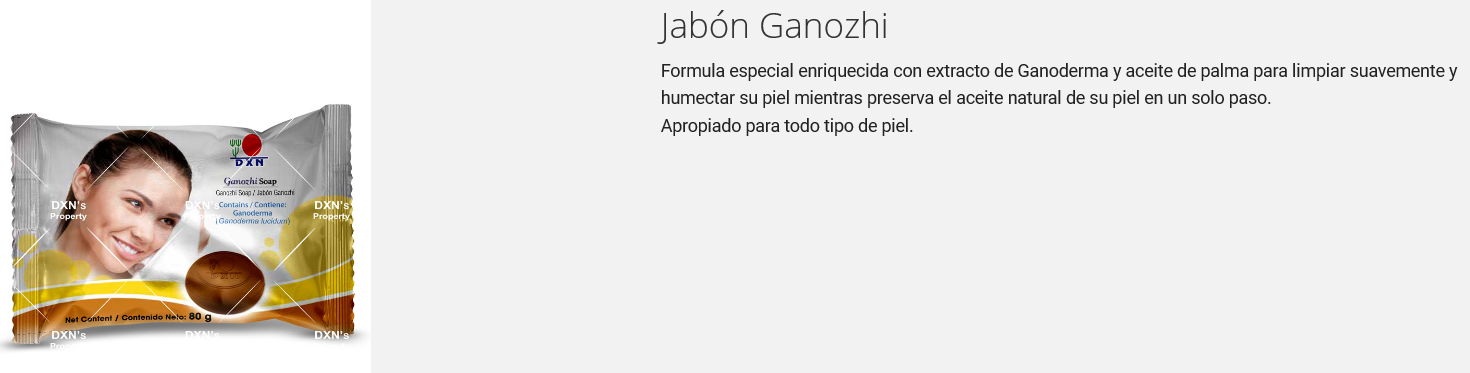 Jabón Ganozhi
Formula especial enriquecida con extracto de Ganoderma y aceite de palma para limpiar suavemente y
humectar su piel mientras preserva el aceite natural de su piel en un solo paso.
Apropiado para todo tipo de piel.
DXN
Ganozhi Soap
Ganozhi Soap / Jabón Ganozhi
Contains / Contiene:
Ganoderma
(Ganoderma lucidum)
DXN's
Property
DXN's
DXN's
Property
Net Content / Contenido Neto: 80 g
DXN's
DXN's
DXN's